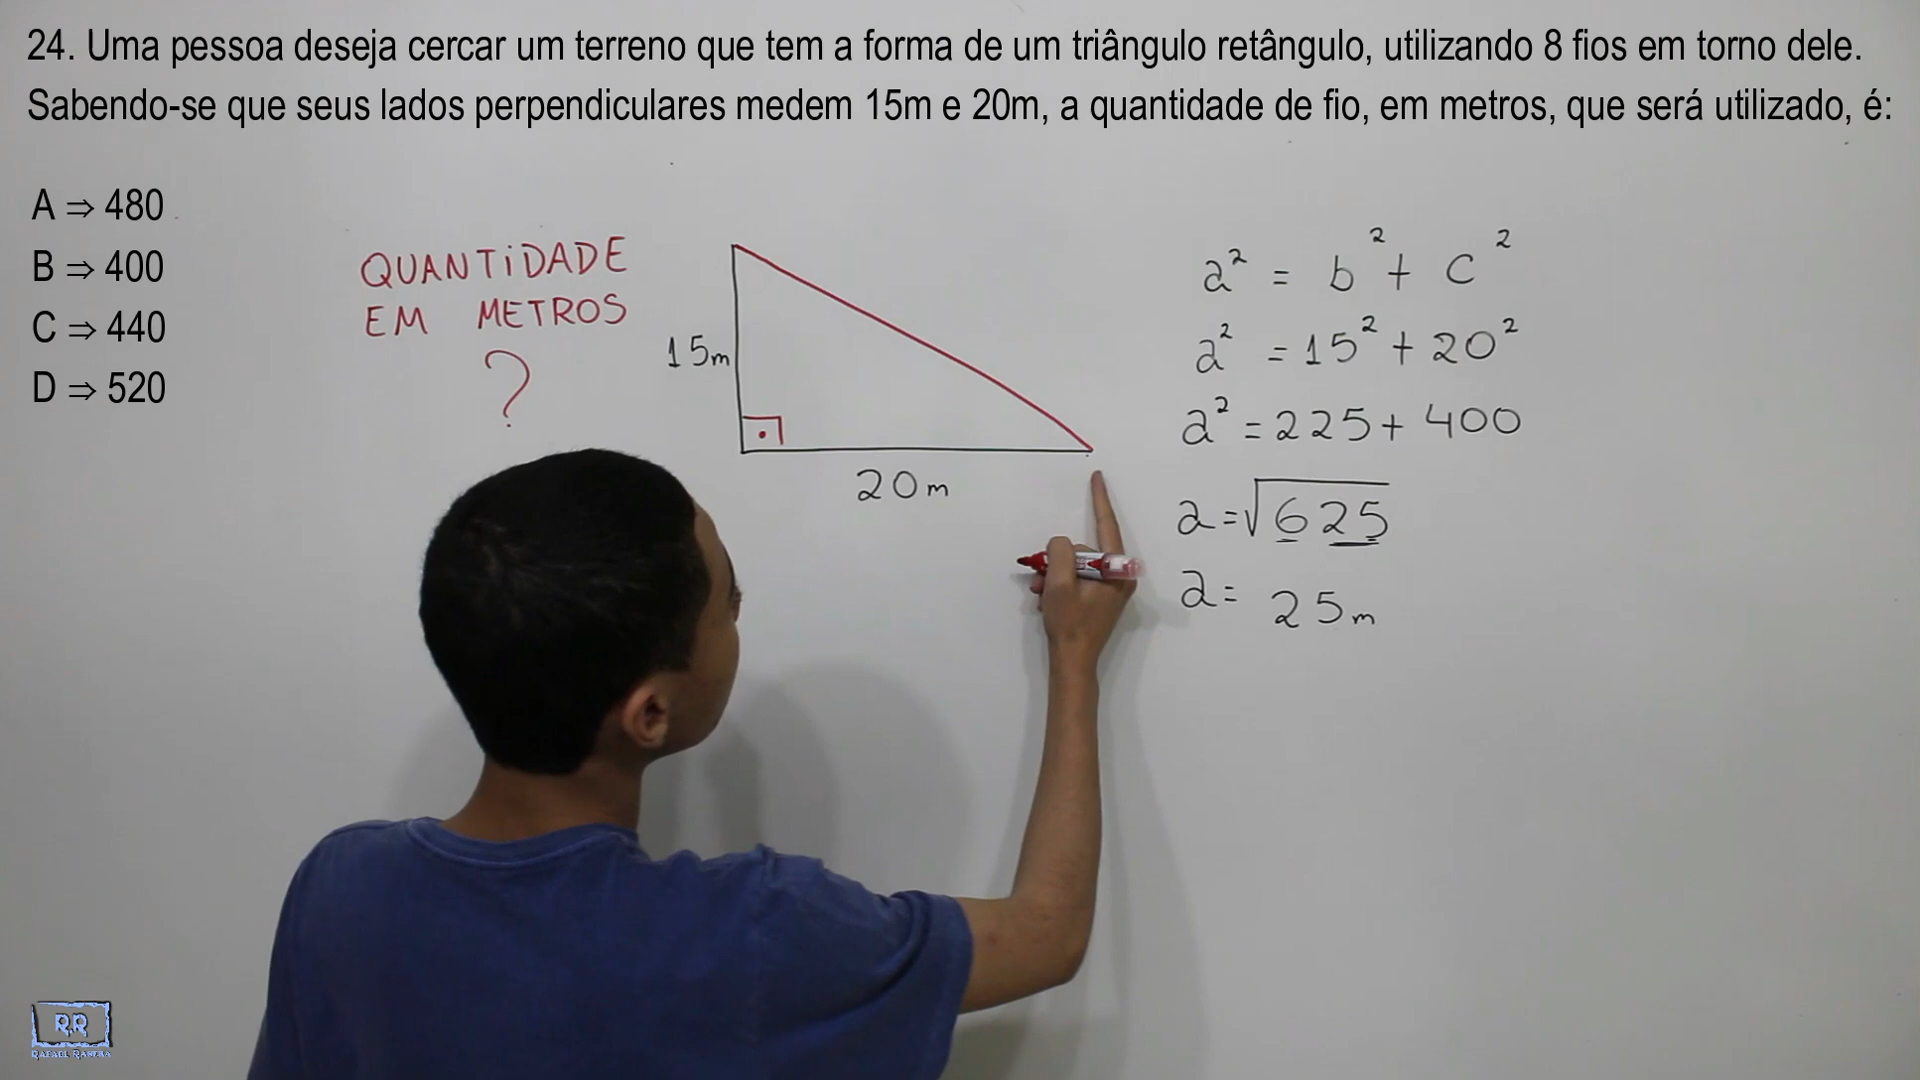 24. Uma pessoa deseja cercar um terreno que tem a forma de um triângulo retângulo, utilizando 8 fios em torno dele.
Sabendo-se que seus lados perpendiculares medem 15m e 20m, a quantidade de fio, em metros, que será utilizado, é:
A ⇒ 480
B ⇒ 400
C ⇒ 440
D ⇒ 520
QUANTiDADE
EM METROS
?
15m
20m
a² = b² + c²
a² = 15² + 20²
a² = 225 + 400
a = √625
a = 25m
RR